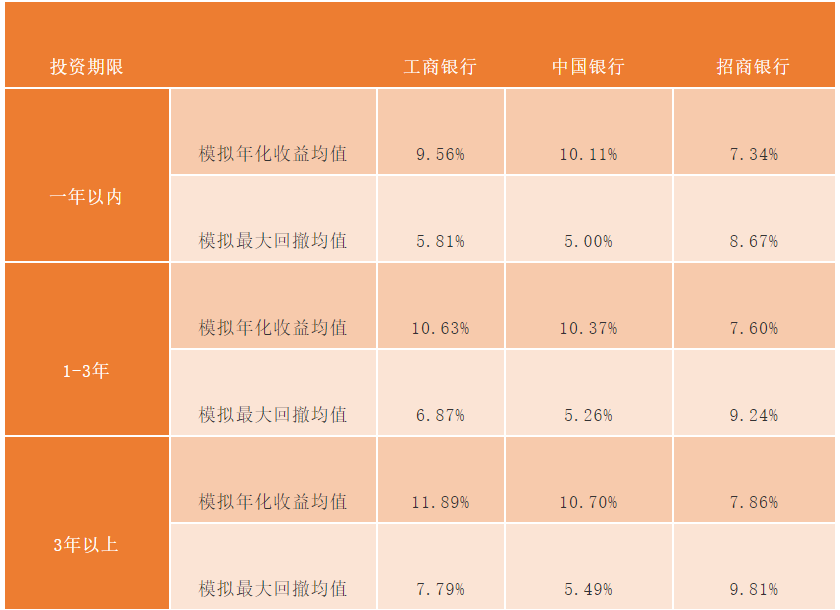 投资期限 工商银行 中国银行 招商银行
模拟年化收益均值 9.56% 10.11% 7.34%
一年以内
模拟最大回撤均值 5.81% 5.00% 8.67%
模拟年化收益均值 10.63% 10.37% 7.60%
1-3年
模拟最大回撤均值 6.87% 5.26% 9.24%
模拟年化收益均值 11.89% 10.70% 7.86%
3年以上
模拟最大回撤均值 7.79% 5.49% 9.81%